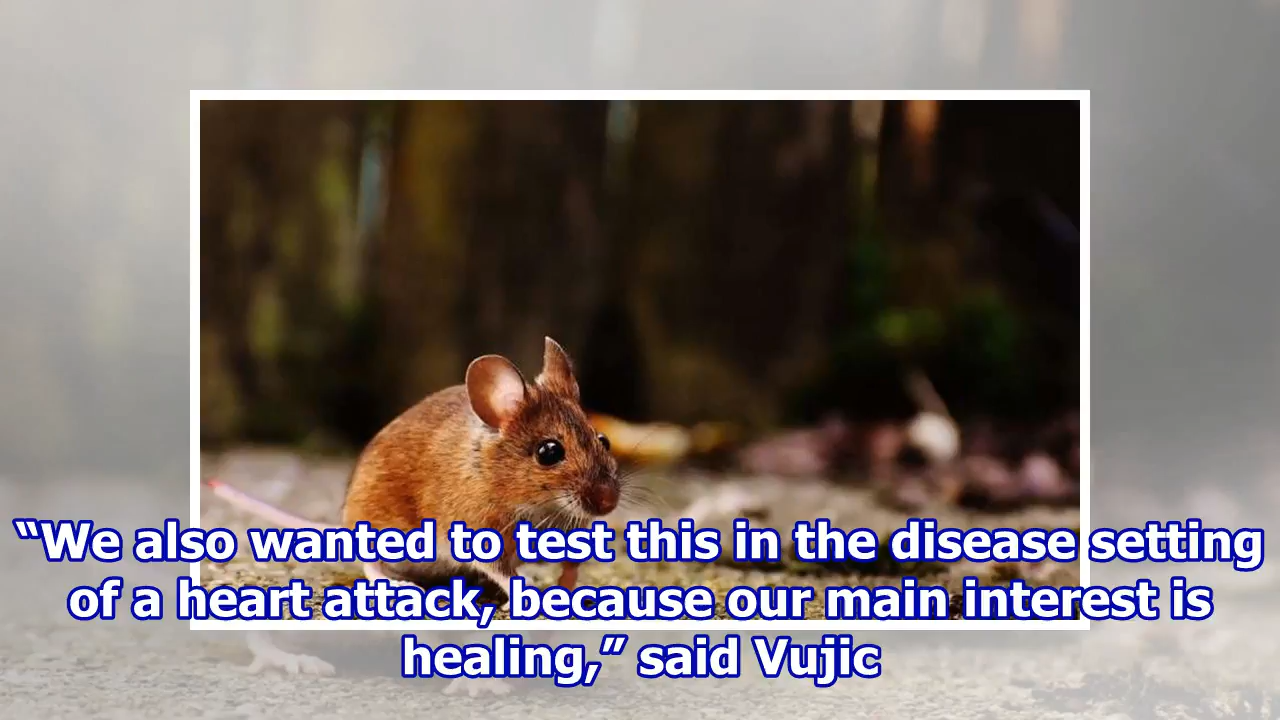 “We also wanted to test this in the disease setting
of a heart attack, because our main interest is
healing,” said Vujic